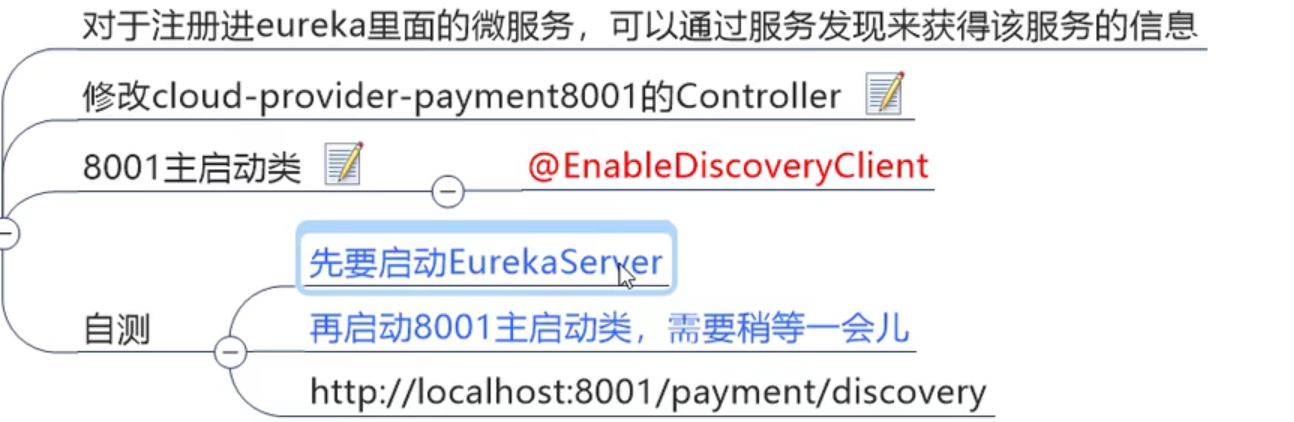 对于注册进eureka里面的微服务，可以通过服务发现来获得该服务的信息
修改cloud-provider-payment8001的Controller
8001主启动类
@EnableDiscoveryClient
自测
先要启动EurekaServer
再启动8001主启动类，需要稍等一会儿
http://localhost:8001/payment/discovery